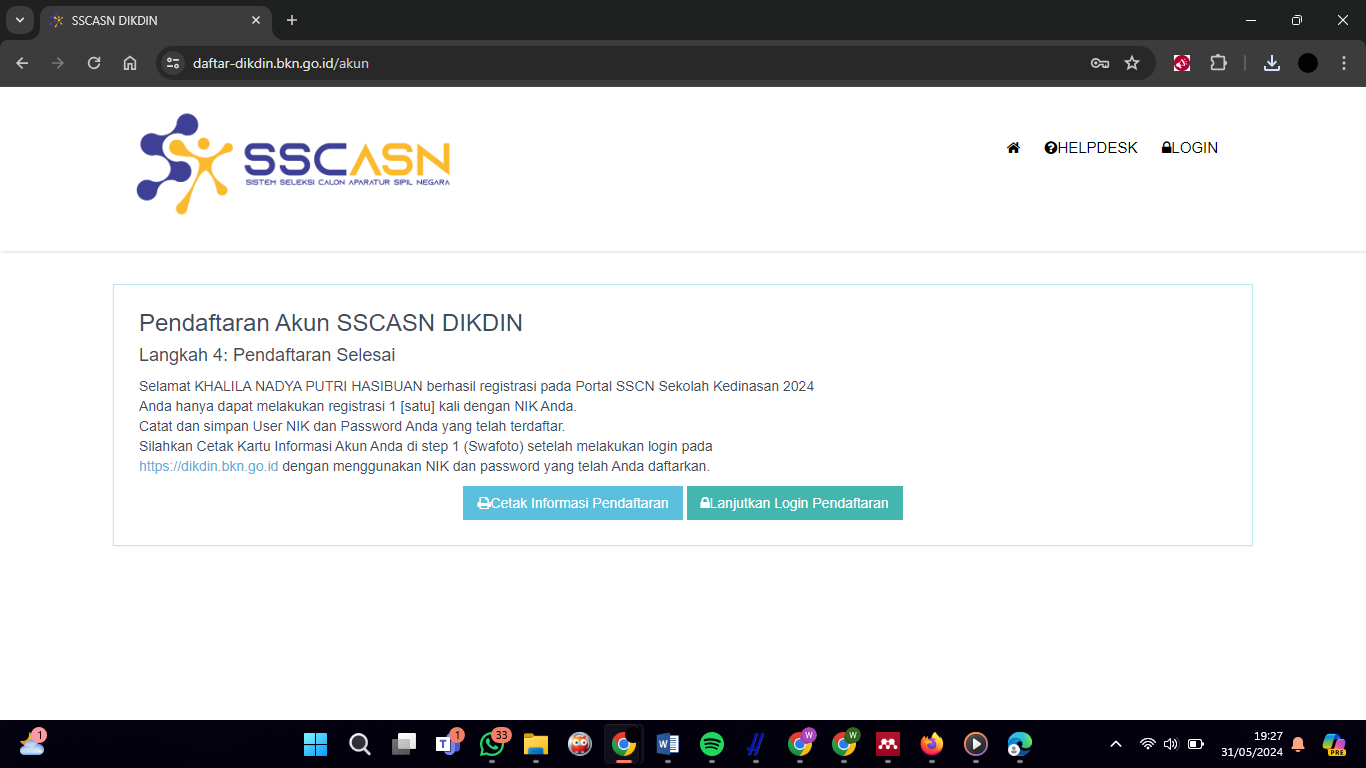 SSCASN DIKDIN
daftar-dikdin.bkn.go.id/akun
SSCASN
SISTEM SELEKSI CALON APARATUR SIPIL NEGARA
HELPDESK
LOGIN
Pendaftaran Akun SSCASN DIKDIN
Langkah 4: Pendaftaran Selesai
Selamat KHALILA NADYA PUTRI HASIBUAN berhasil registrasi pada Portal SSCN Sekolah Kedinasan 2024
Anda hanya dapat melakukan registrasi 1 [satu] kali dengan NIK Anda.
Catat dan simpan User NIK dan Password Anda yang telah terdaftar.
Silahkan Cetak Kartu Informasi Akun Anda di step 1 (Swafoto) setelah melakukan login pada
https://dikdin.bkn.go.id dengan menggunakan NIK dan password yang telah Anda daftarkan.
Cetak Informasi Pendaftaran
Lanjutkan Login Pendaftaran
1
T
1
33
W
W
W
19:27
31/05/2024
PRE